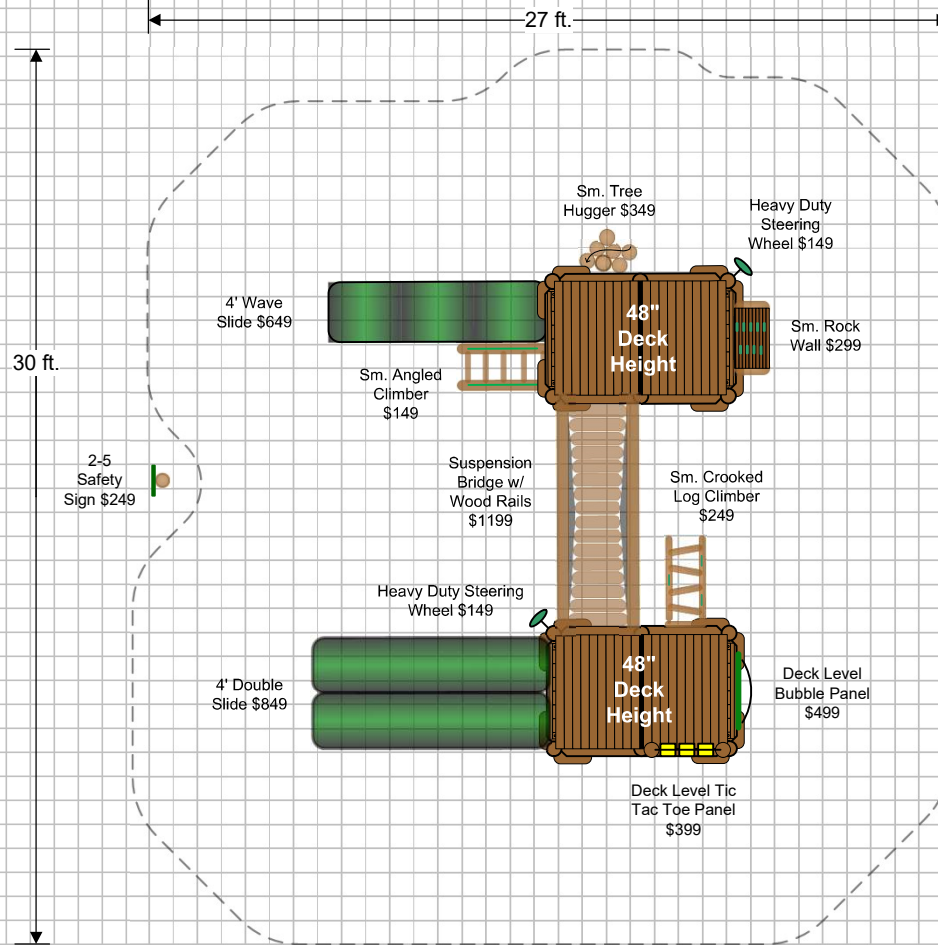 27 ft.
30 ft.
Sm. Tree
Hugger $349
Heavy Duty
Steering
Wheel $149
4' Wave
Slide $649
48"
Deck
Height
Sm. Rock
Wall $299
Sm. Angled
Climber
$149
2-5
Safety
Sign $249
Suspension
Bridge w/
Wood Rails
$1199
Sm. Crooked
Log Climber
$249
Heavy Duty Steering
Wheel $149
4' Double
Slide $849
48"
Deck
Height
Deck Level
Bubble Panel
$499
Deck Level Tic
Tac Toe Panel
$399